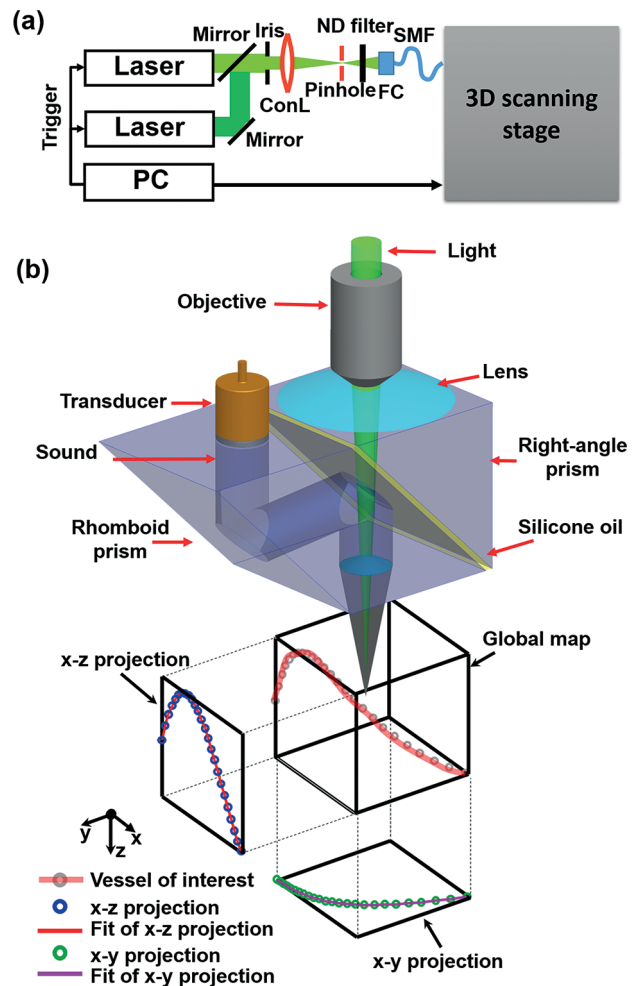 (a)
Mirror
Iris
ND filter
SMF
Laser
ConL
Pinhole
FC
Trigger
Laser
Mirror
PC
3D scanning
stage
(b)
Light
Objective
Lens
Transducer
Sound
Right-angle
prism
Rhomboid
prism
Silicone oil
x-z projection
Global map
y
x
z
Vessel of interest
x-z projection
Fit of x-z projection
x-y projection
Fit of x-y projection
x-y projection